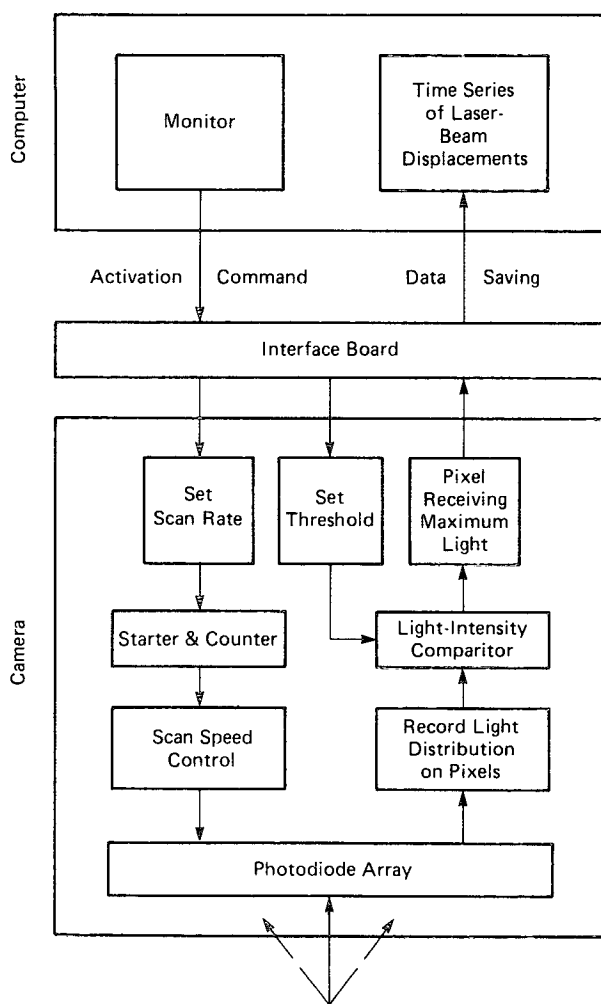 Computer
Monitor
Time Series
of Laser-
Beam
Displacements
Activation Command
Data Saving
Interface Board
Camera
Set
Scan Rate
Set
Threshold
Pixel
Receiving
Maximum
Light
Starter & Counter
Light-Intensity
Comparitor
Scan Speed
Control
Record Light
Distribution
on Pixels
Photodiode Array